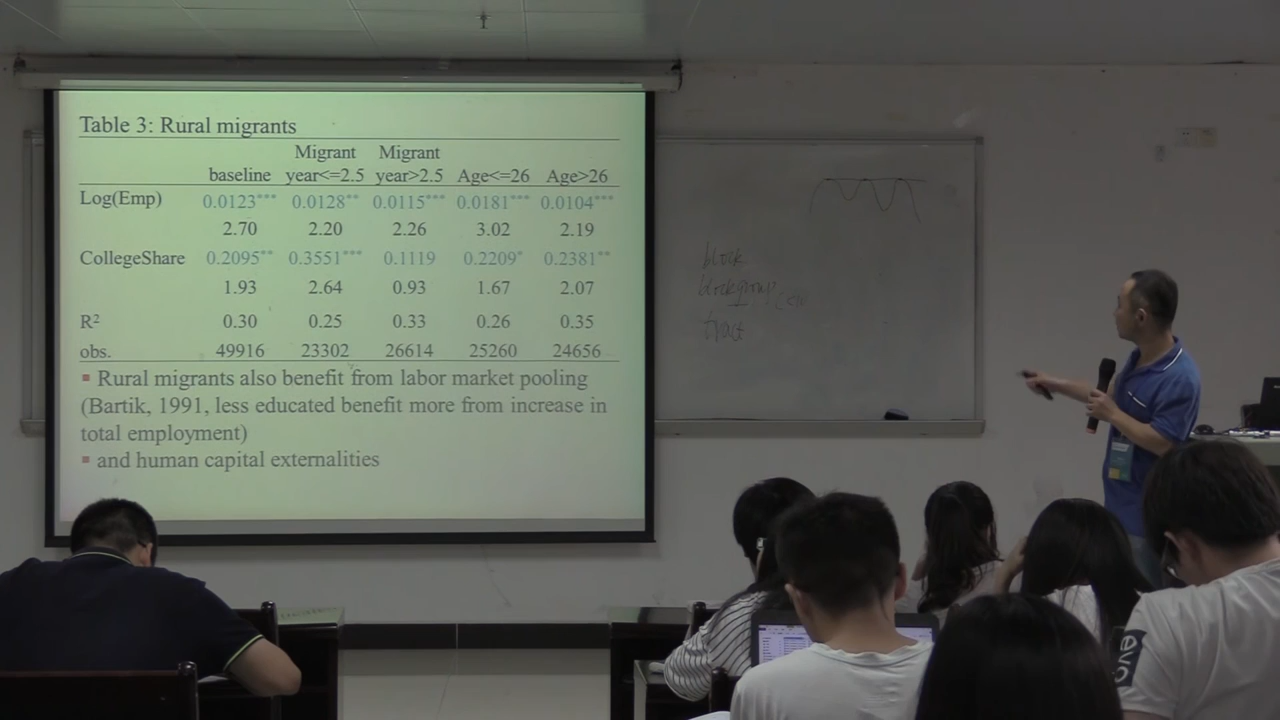 Table 3: Rural migrants
Migrant Migrant
baseline year<=2.5 year>2.5 Age<=26 Age>26
Log(Emp) 0.0123*** 0.0128** 0.0115*** 0.0181*** 0.0104***
2.70 2.20 2.26 3.02 2.19
CollegeShare 0.2095** 0.3551*** 0.1119 0.2209* 0.2381**
1.93 2.64 0.93 1.67 2.07
R² 0.30 0.25 0.33 0.26 0.35
obs. 49916 23302 26614 25260 24656
▪ Rural migrants also benefit from labor market pooling
(Bartik, 1991, less educated benefit more from increase in
total employment)
▪ and human capital externalities
block
blockgroup
tract
evo